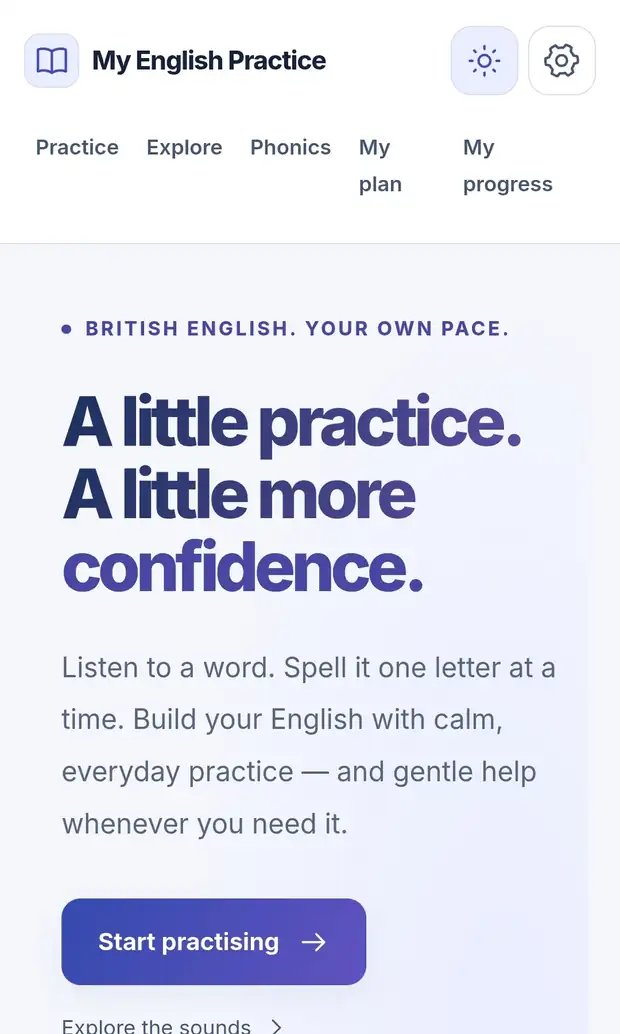 My English Practice
Practice Explore Phonics My plan My progress
BRITISH ENGLISH. YOUR OWN PACE.
A little practice.
A little more
confidence.
Listen to a word. Spell it one letter at a
time. Build your English with calm,
everyday practice — and gentle help
whenever you need it.
Start practising
Explore the sounds